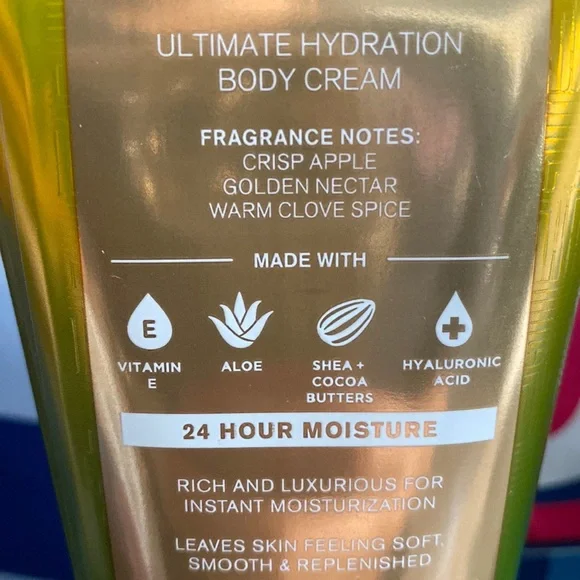 ULTIMATE HYDRATION
BODY CREAM
FRAGRANCE NOTES:
CRISP APPLE
GOLDEN NECTAR
WARM CLOVE SPICE
MADE WITH
E
VITAMIN
E
ALOE
SHEA +
COCOA
BUTTERS
HYALURONIC
ACID
24 HOUR MOISTURE
RICH AND LUXURIOUS FOR
INSTANT MOISTURIZATION
LEAVES SKIN FEELING SOFT,
SMOOTH & REPLENISHED